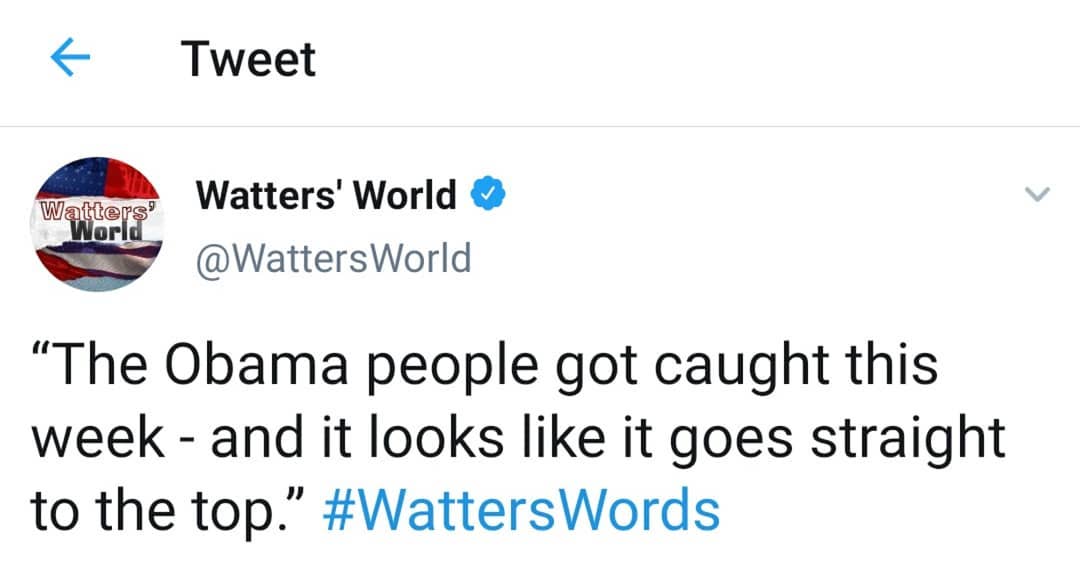 Tweet
Watters'
World
Watters' World
@WattersWorld
“The Obama people got caught this
week - and it looks like it goes straight
to the top.” #WattersWords